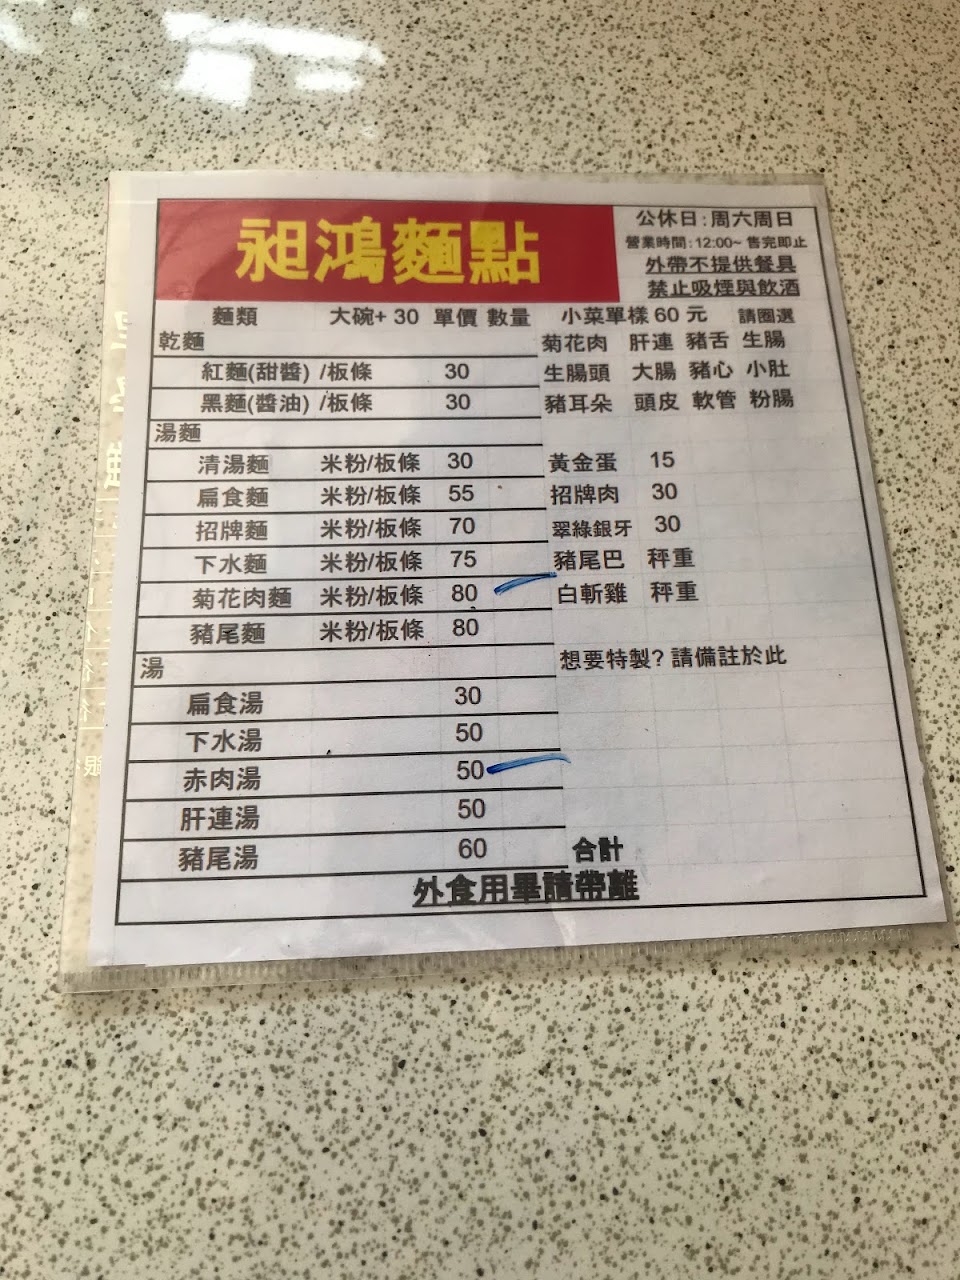 昶鴻麵點
公休日:周六周日
營業時間:12:00~ 售完即止
外帶不提供餐具
禁止吸煙與飲酒
麵類 大碗+ 30 單價 數量
乾麵
紅麵(甜醬) /板條 30
黑麵(醬油) /板條 30
湯麵
清湯麵 米粉/板條 30
扁食麵 米粉/板條 55
招牌麵 米粉/板條 70
下水麵 米粉/板條 75
菊花肉麵 米粉/板條 80
豬尾麵 米粉/板條 80
湯
扁食湯 30
下水湯 50
赤肉湯 50
肝連湯 50
豬尾湯 60
小菜單樣 60 元 請圈選
菊花肉 肝連 豬舌 生腸
生腸頭 大腸 豬心 小肚
豬耳朵 頭皮 軟管 粉腸
黃金蛋 15
招牌肉 30
翠綠銀牙 30
豬尾巴 秤重
白斬雞 秤重
想要特製? 請備註於此
合計
外食用畢請帶離